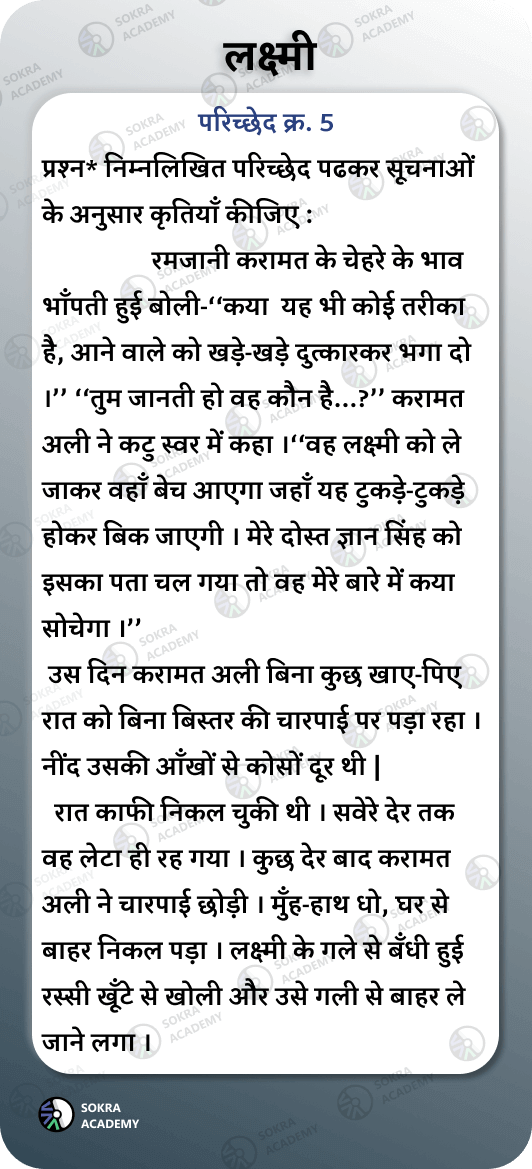 लक्ष्मी
परिच्छेद क्र. 5
प्रश्न* निम्नलिखित परिच्छेद पढकर सूचनाओं
के अनुसार कृतियाँ कीजिए :
रमजानी करामत के चेहरे के भाव
भाँपती हुई बोली-‘‘कया यह भी कोई तरीका
है, आने वाले को खड़े-खड़े दुत्कारकर भगा दो
।’’ ‘‘तुम जानती हो वह कौन है...?’’ करामत
अली ने कटु स्वर में कहा ।‘‘वह लक्ष्मी को ले
जाकर वहाँ बेच आएगा जहाँ यह टुकड़े-टुकड़े
होकर बिक जाएगी । मेरे दोस्त ज्ञान सिंह को
इसका पता चल गया तो वह मेरे बारे में कया
सोचेगा ।’’
उस दिन करामत अली बिना कुछ खाए-पिए
रात को बिना बिस्तर की चारपाई पर पड़ा रहा ।
नींद उसकी आँखों से कोसों दूर थी |
रात काफी निकल चुकी थी । सवेरे देर तक
वह लेटा ही रह गया । कुछ देर बाद करामत
अली ने चारपाई छोड़ी । मुँह-हाथ धो, घर से
बाहर निकल पड़ा । लक्ष्मी के गले से बँधी हुई
रस्सी खूँटे से खोली और उसे गली से बाहर ले
जाने लगा ।
SOKRA
ACADEMY